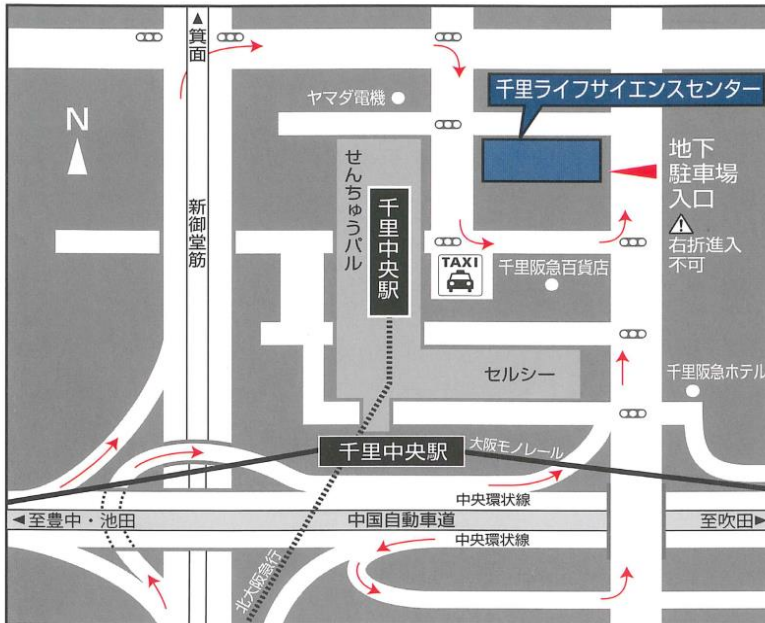 ▲箕面
ヤマダ電機
千里ライフサイエンスセンター
N
せんちゅうパル
千里中央駅
新御堂筋
地下
駐車場
入口
右折進入
不可
TAXI
千里阪急百貨店
セルシー
千里阪急ホテル
千里中央駅
大阪モノレール
中央環状線
◀至豊中・池田
中国自動車道
至吹田▶
中央環状線
北大阪急行